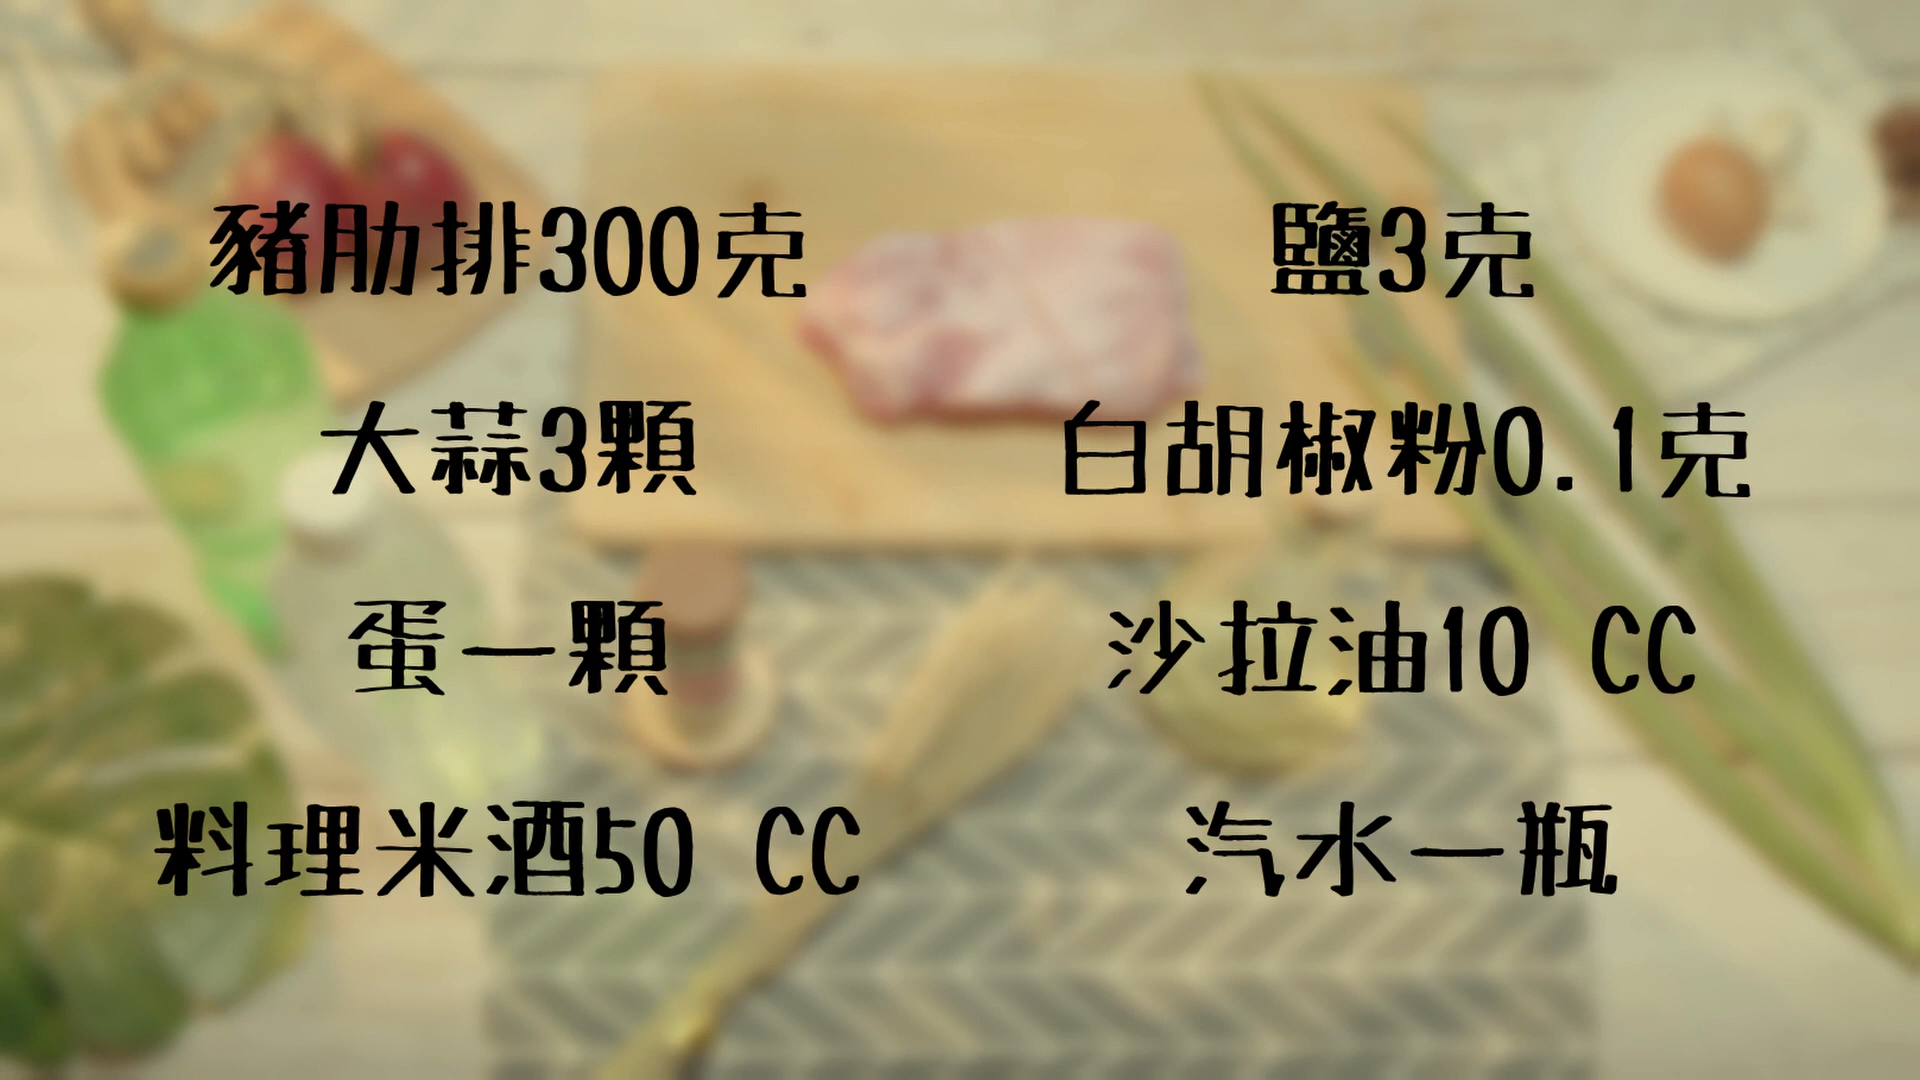 豬肋排300克
大蒜3顆
蛋一顆
料理米酒50 CC
鹽3克
白胡椒粉0.1克
沙拉油10 CC
汽水一瓶